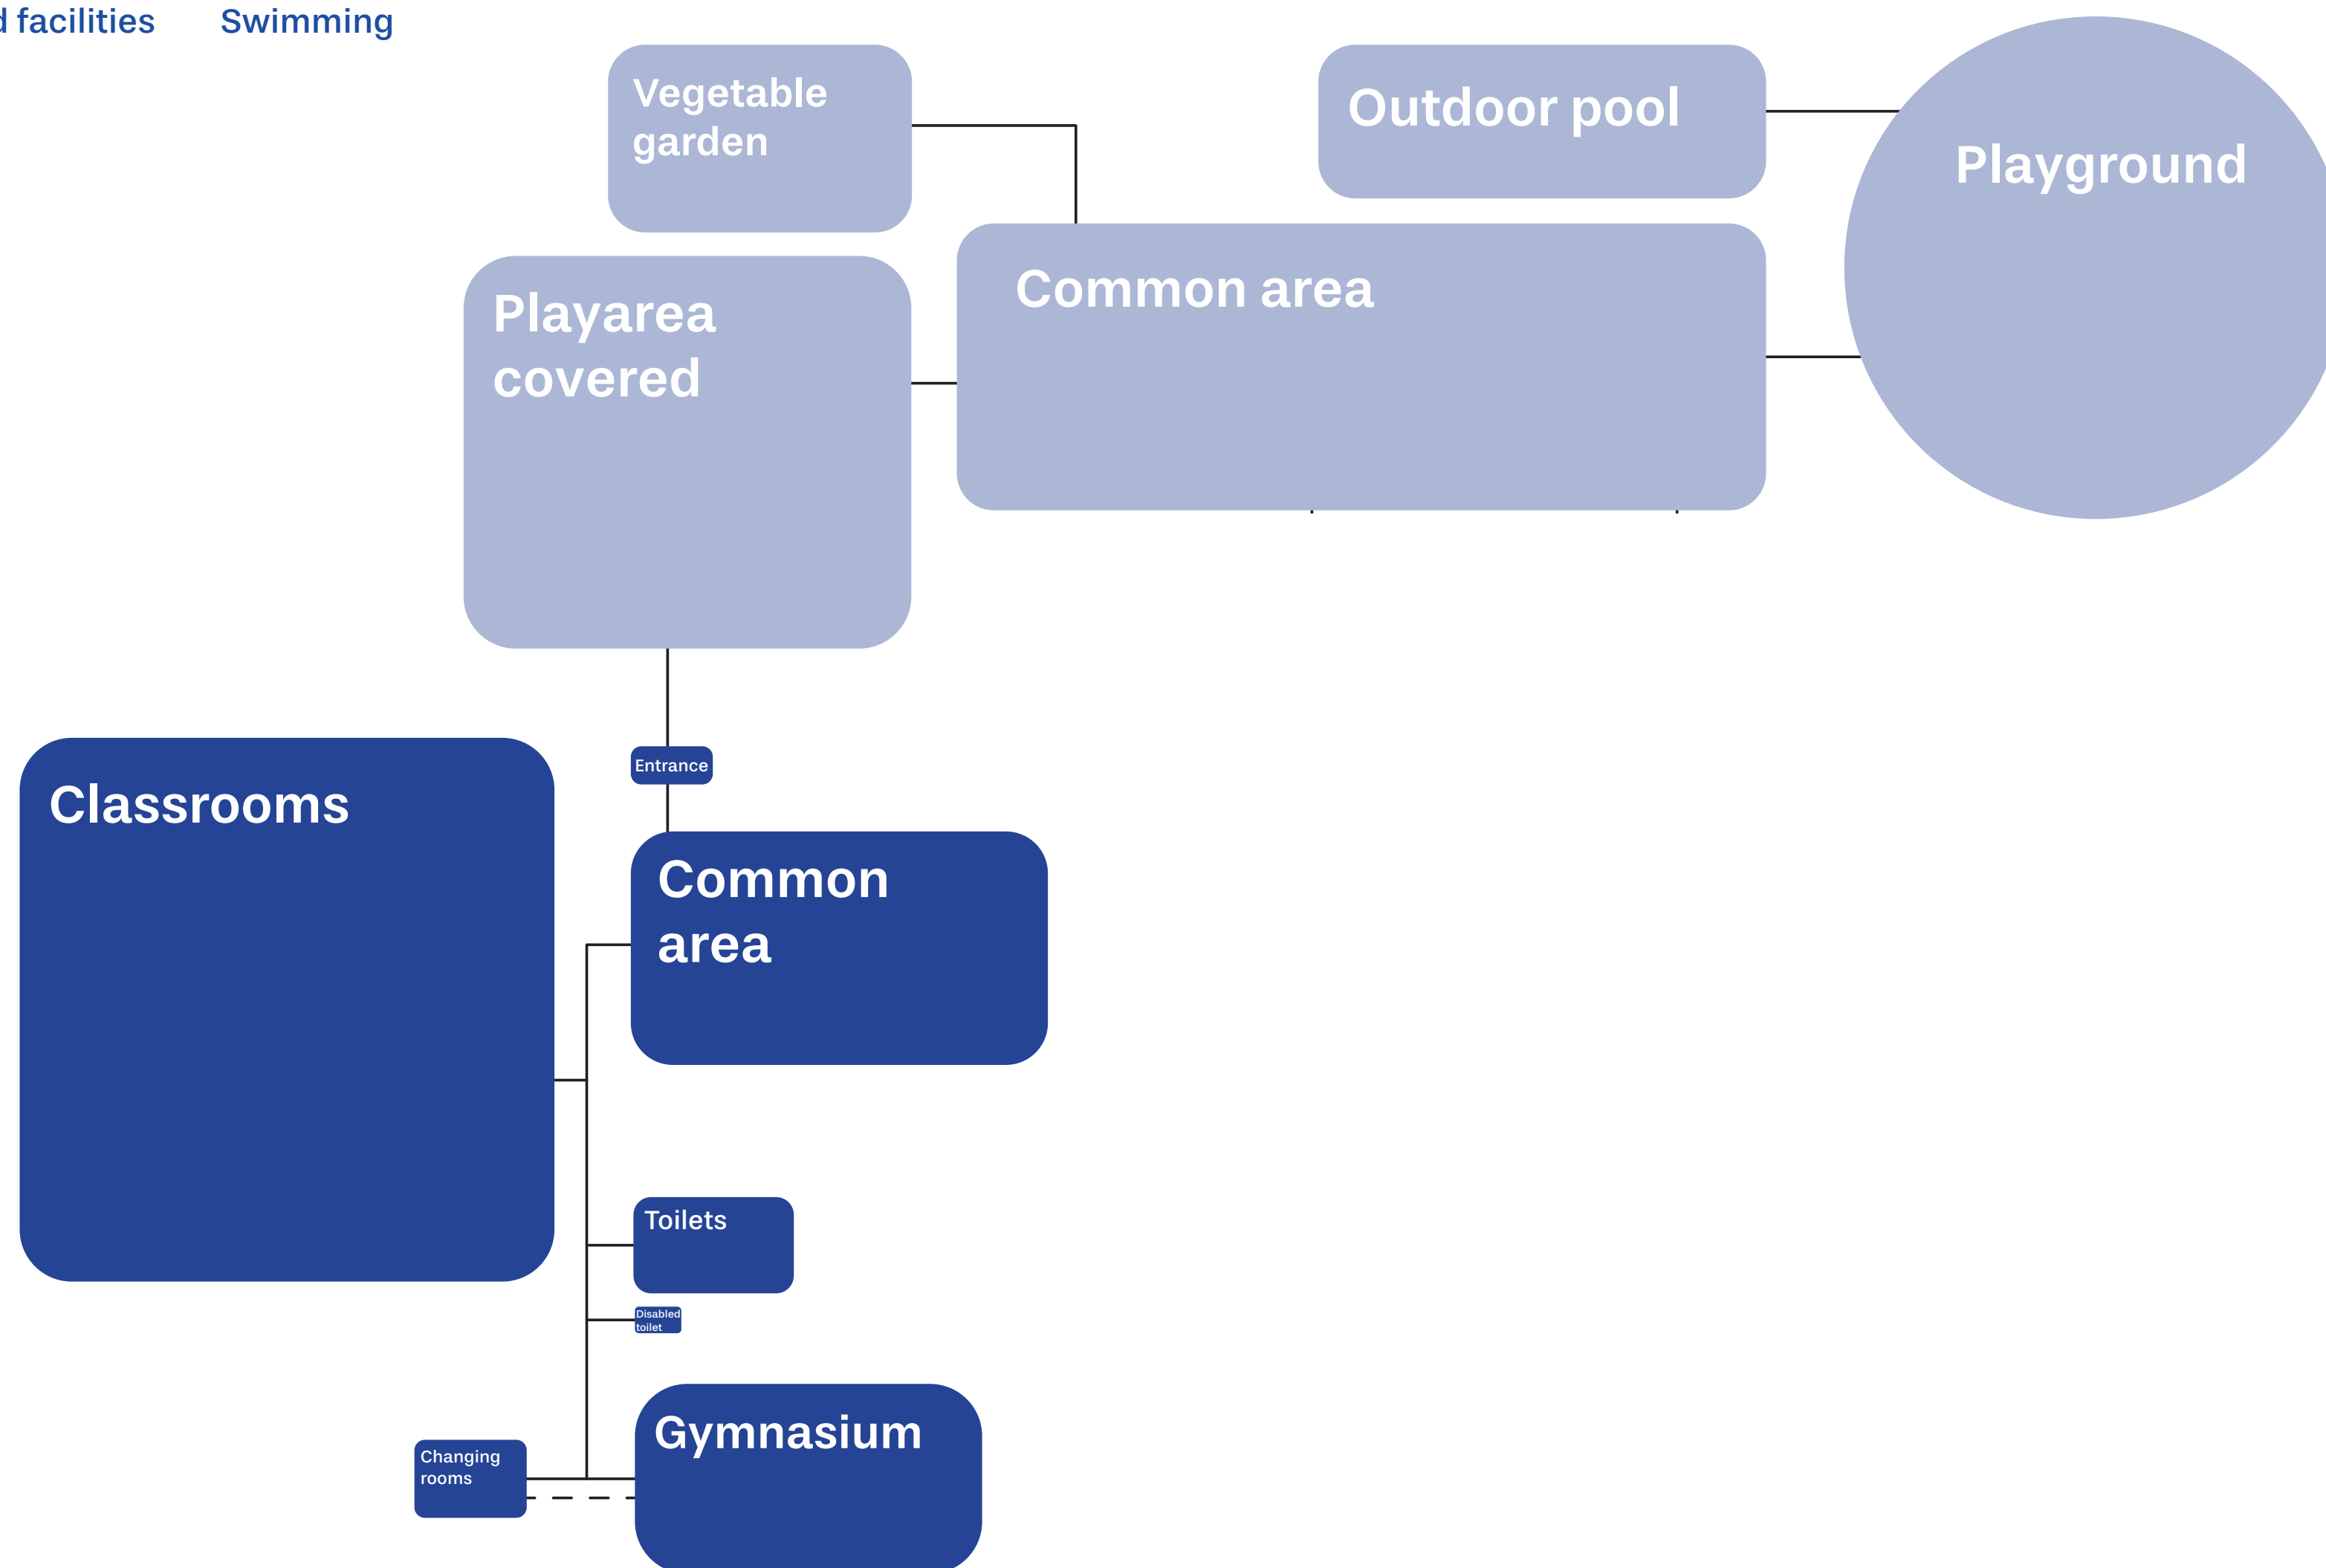 facilities
Swimming
Vegetable
garden
Outdoor pool
Playground
Common area
Playarea
covered
Entrance
Classrooms
Common
area
Toilets
Disabled
toilet
Gymnasium
Changing
rooms